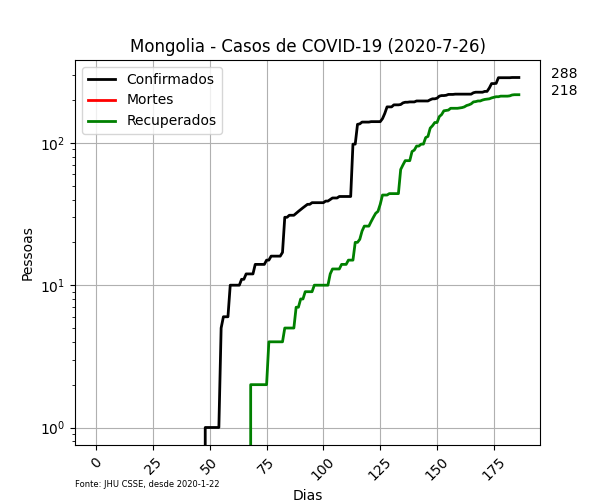 Mongolia - Casos de COVID-19 (2020-7-26)
Confirmados
Mortes
Recuperados
288
218
Pessoas
10²
10¹
10⁰
0 25 50 75 100 125 150 175
Dias
Fonte: JHU CSSE, desde 2020-1-22